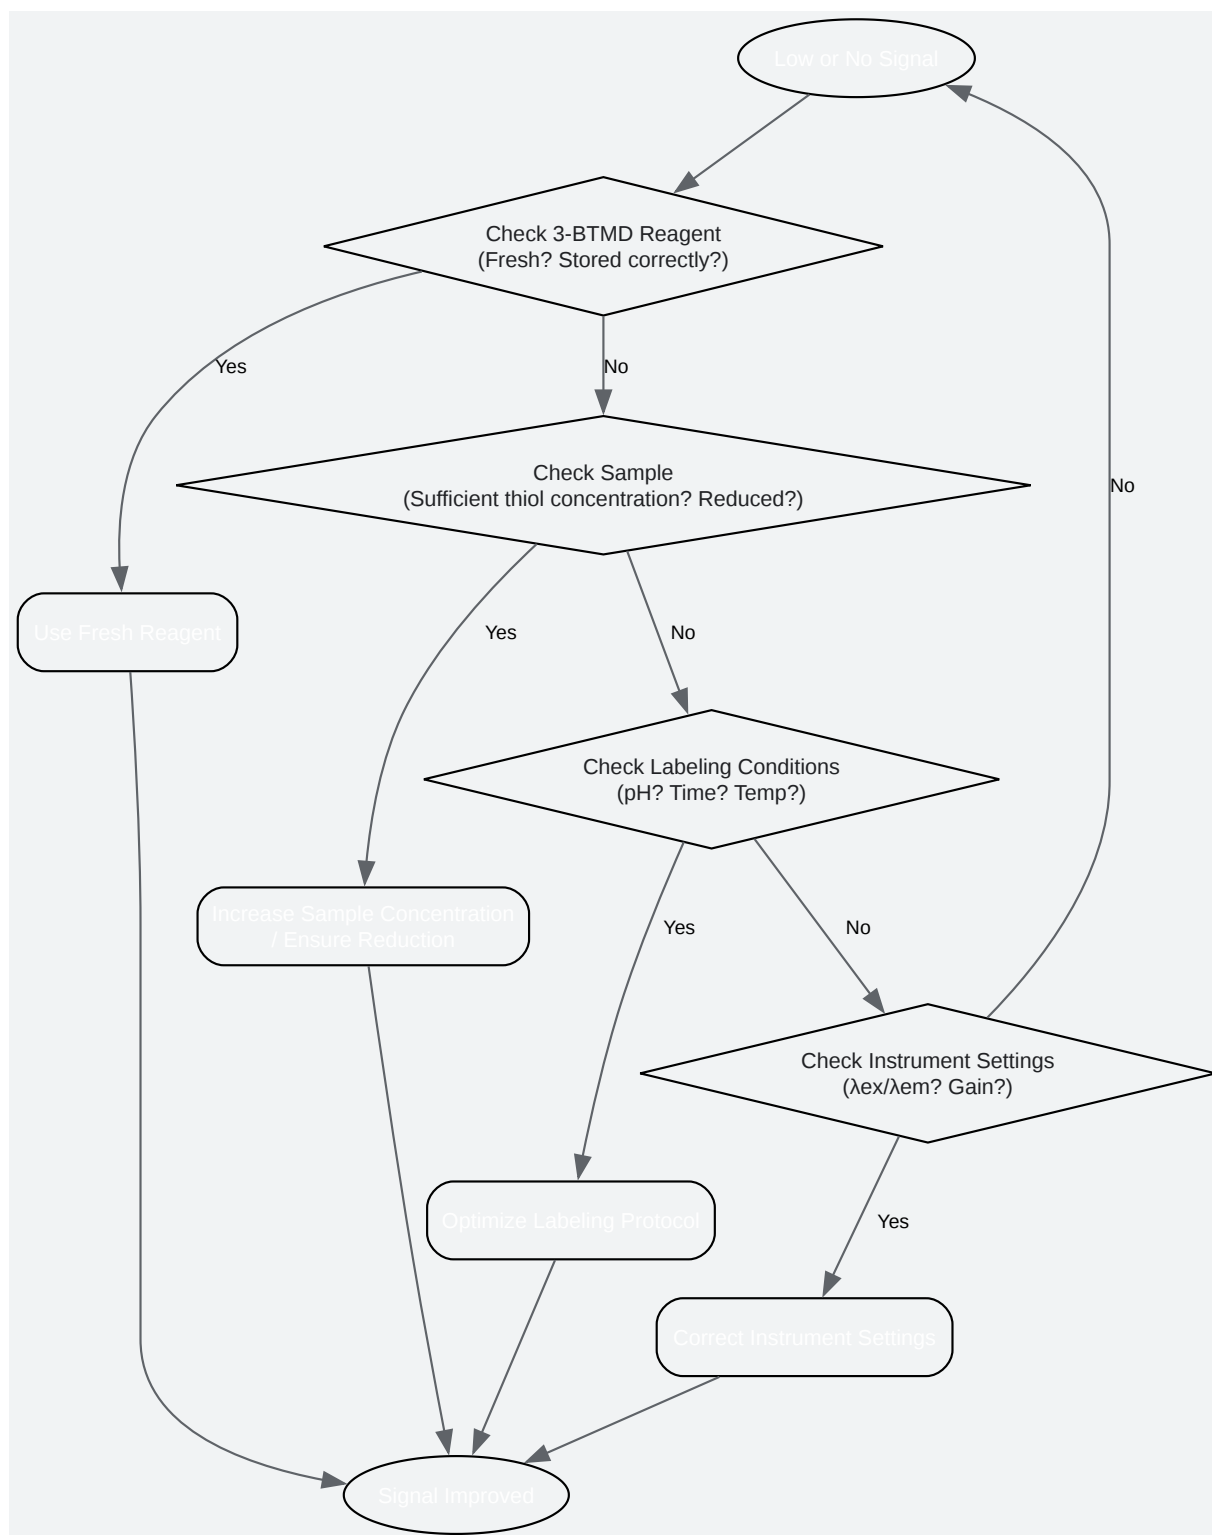 Low or No Signal
Check 3-BTMD Reagent
(Fresh? Stored correctly?)
Yes
No
Check Sample
(Sufficient thiol concentration? Reduced?)
No
Use Fresh Reagent
Yes
No
Check Labeling Conditions
(pH? Time? Temp?)
Increase Sample Concentration
/ Ensure Reduction
Yes
No
Check Instrument Settings
(λex/λem? Gain?)
Optimize Labeling Protocol
Yes
Correct Instrument Settings
Signal Improved